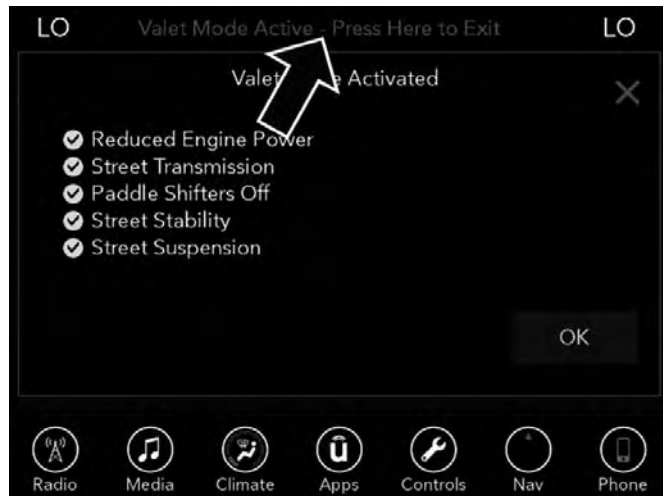 LO Valet Mode Active - Press Here to Exit LO
Valet Activated
Reduced Engine Power
Street Transmission
Paddle Shifters Off
Street Stability
Street Suspension
OK
Radio Media Climate Apps Controls Nav Phone